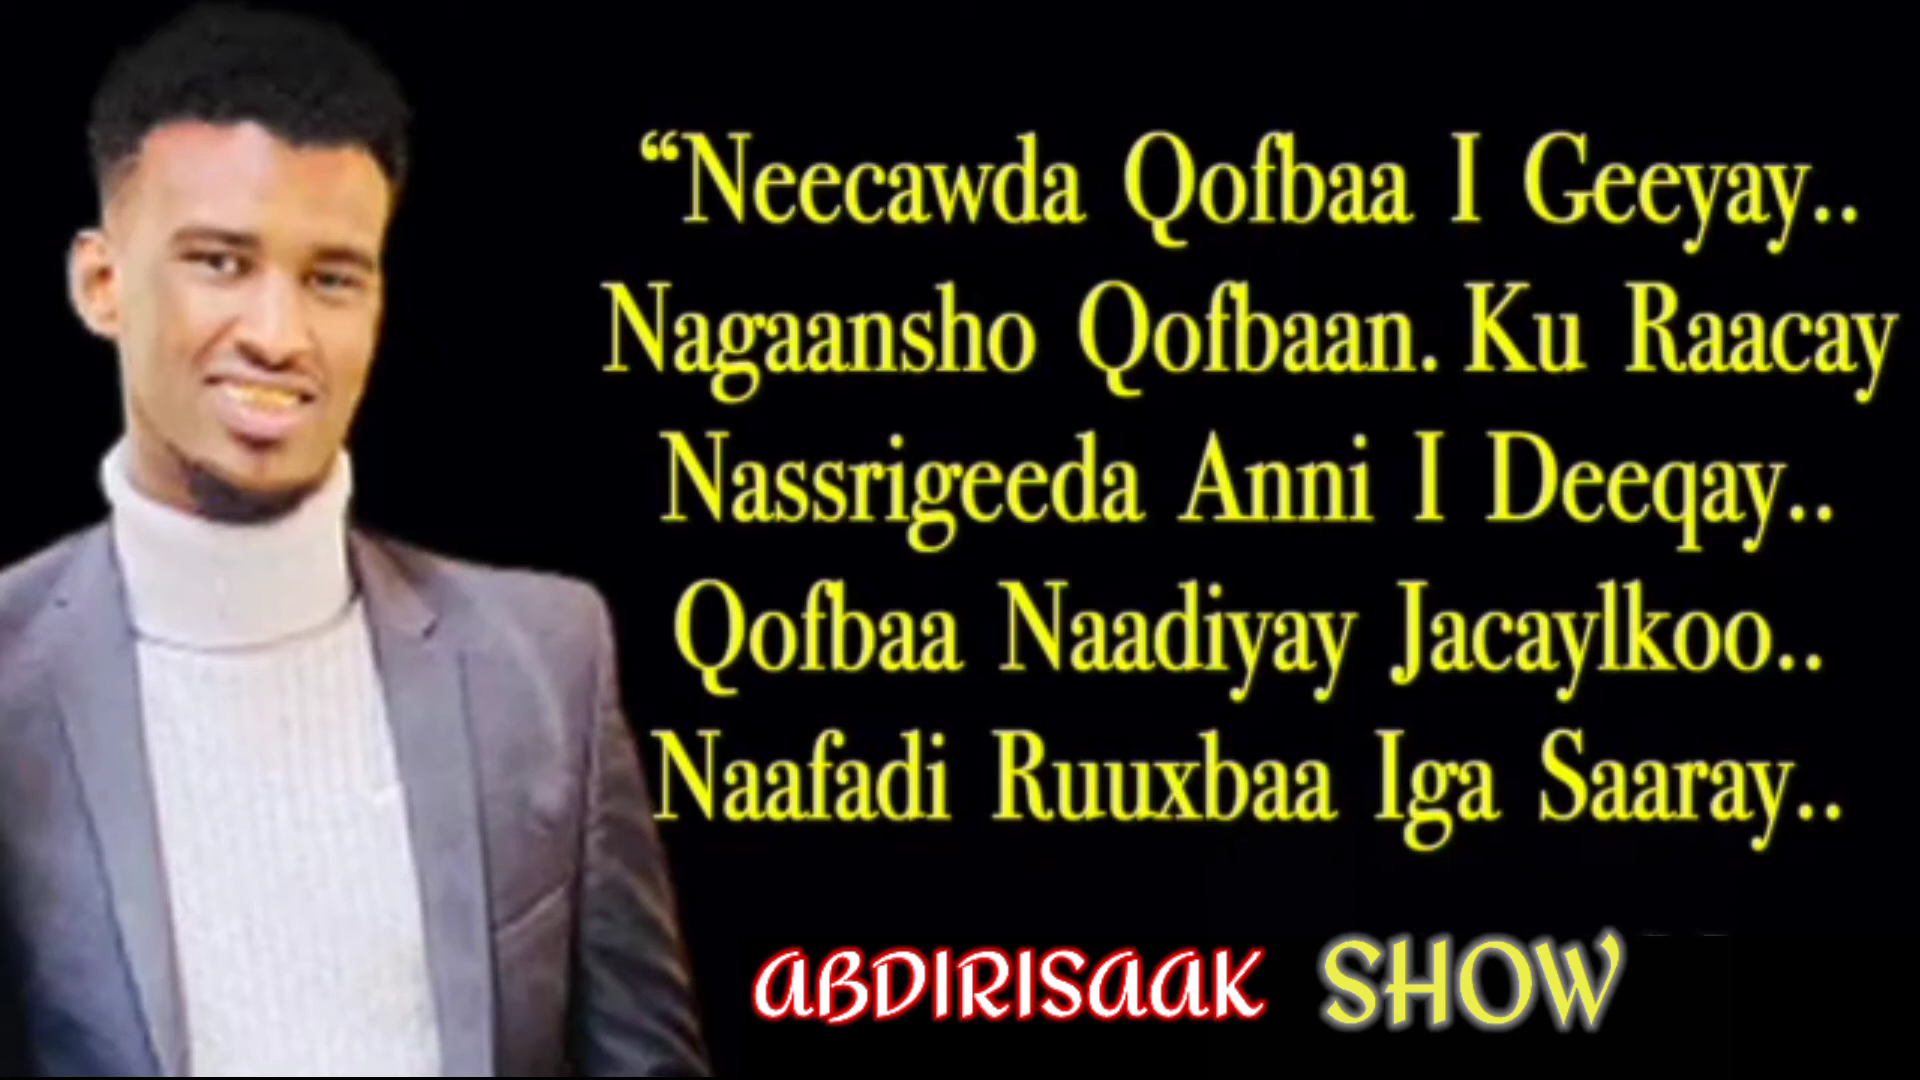 “Neecawda Qofbaa I Geeyay..
Nagaansho Qofbaan. Ku Raacay
Nassrigeeda Anni I Deeqay..
Qofbaa Naadiyay Jacaylkoo..
Naafadi Ruuxbaa Iga Saaray..
ABDIRISAAK SHOW